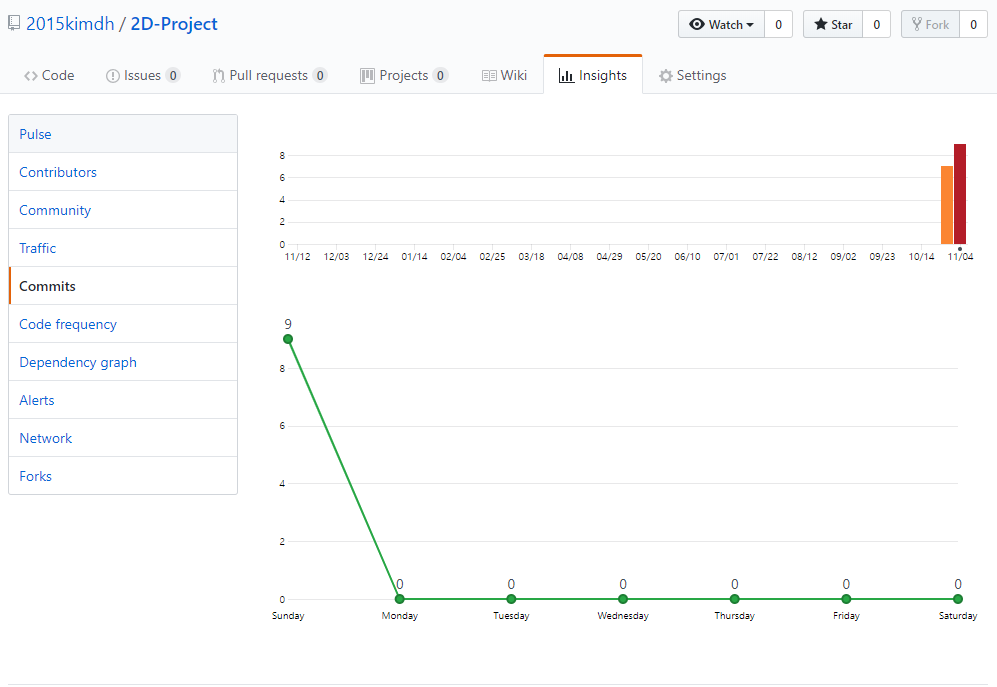 2015kimdh / 2D-Project
Watch 0 Star 0 Fork 0
Code Issues 0 Pull requests 0 Projects 0 Wiki Insights Settings
Pulse
Contributors
Community
Traffic
Commits
Code frequency
Dependency graph
Alerts
Network
Forks
8
6
4
2
0
11/12 12/03 12/24 01/14 02/04 02/25 03/18 04/08 04/29 05/20 06/10 07/01 07/22 08/12 09/02 09/23 10/14 11/04
9
8
6
4
2
0
0 0 0 0 0 0
Sunday Monday Tuesday Wednesday Thursday Friday Saturday